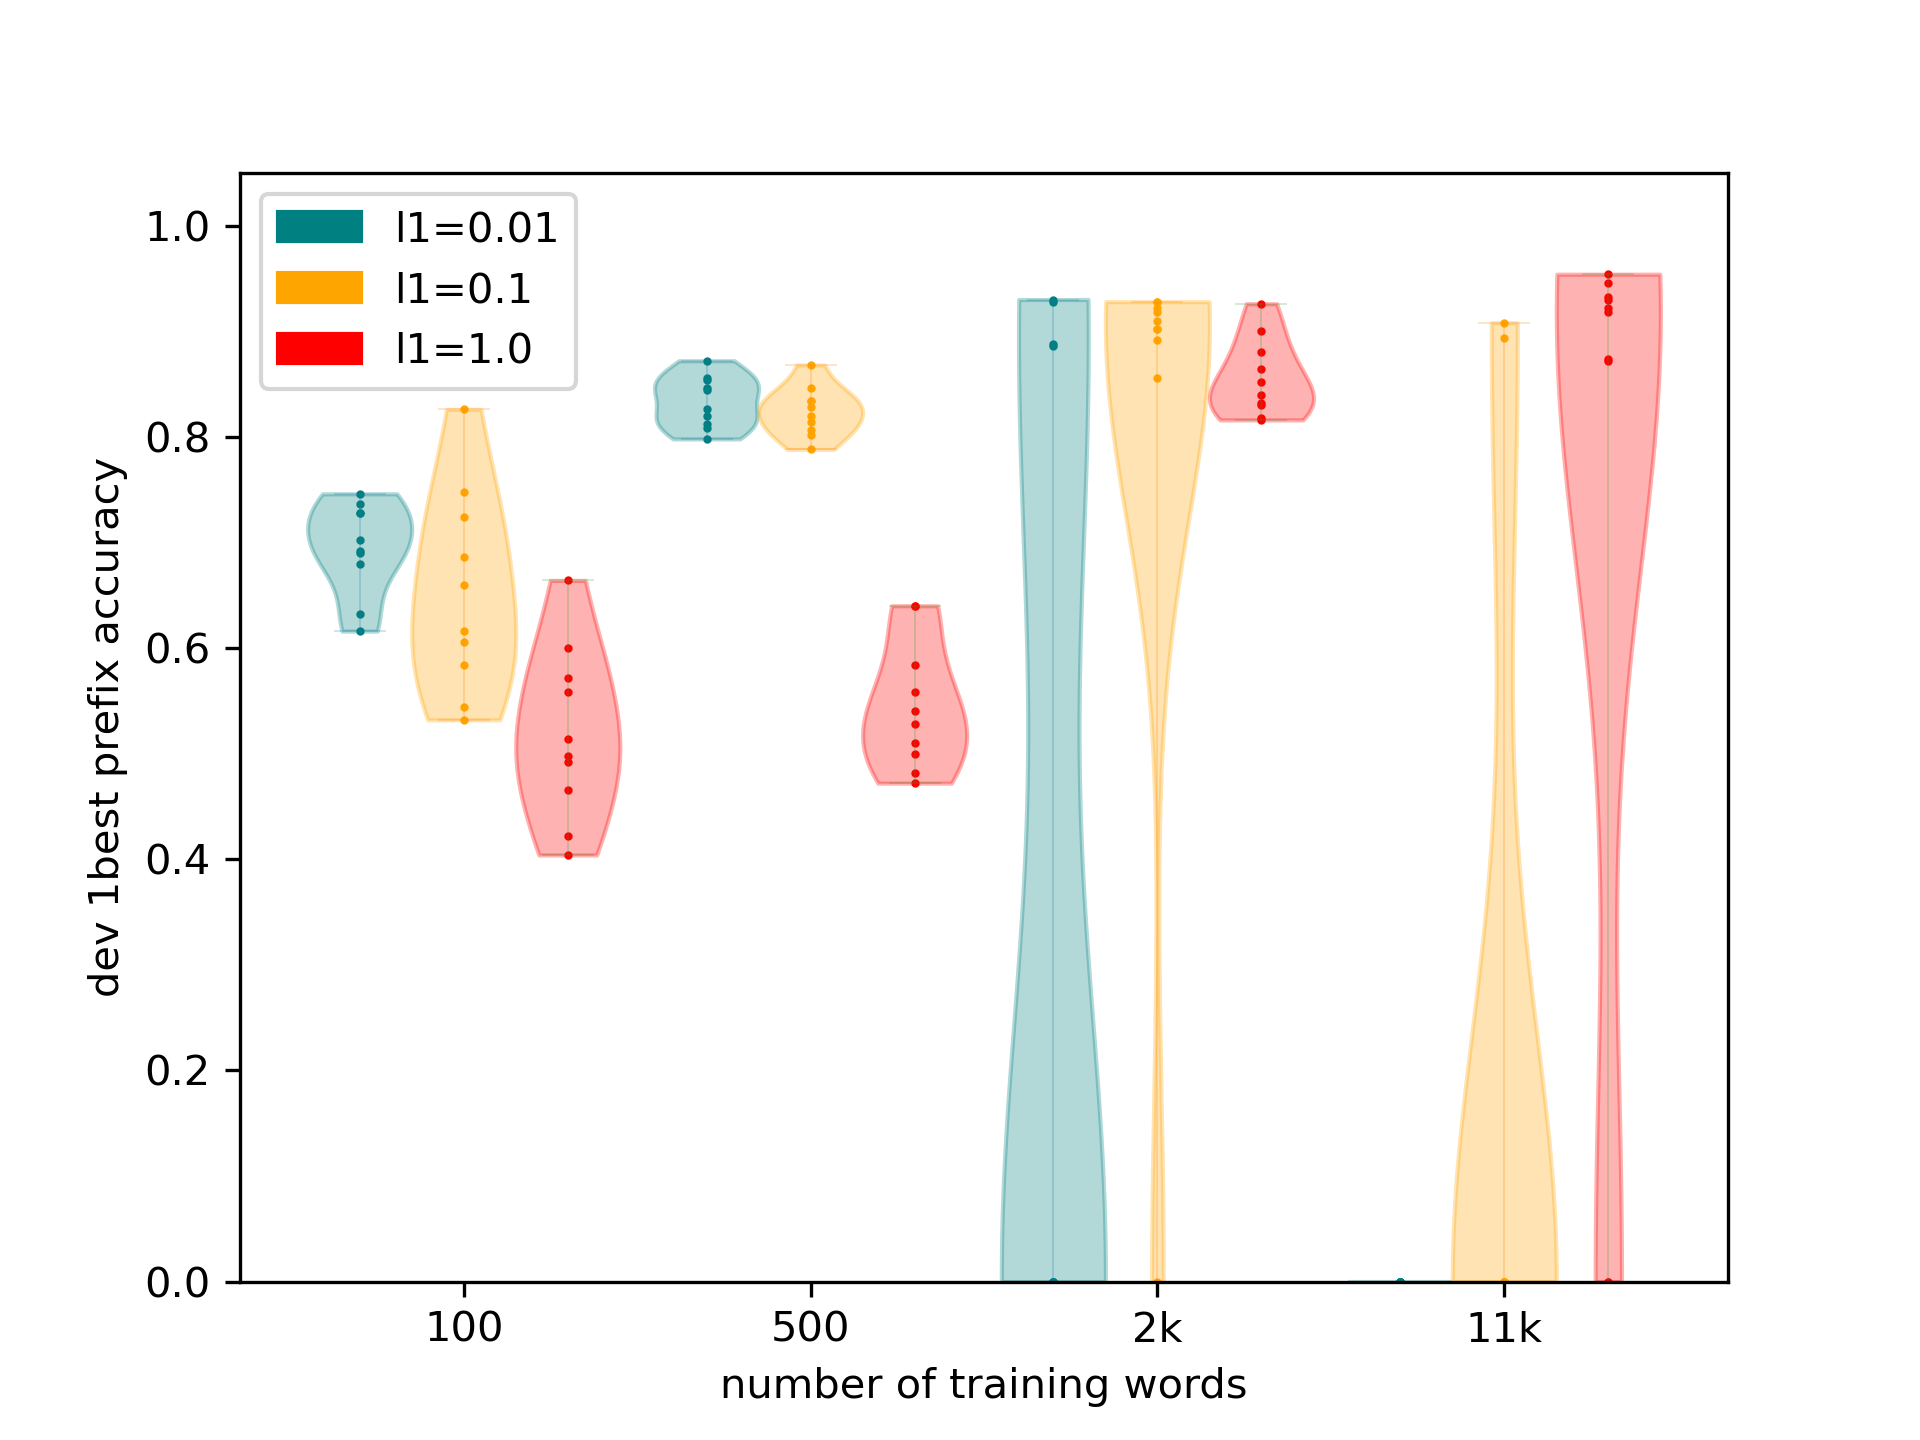 l1=0.01
l1=0.1
l1=1.0
1.0
0.8
0.6
0.4
0.2
0.0
dev 1best prefix accuracy
100 500 2k 11k
number of training words